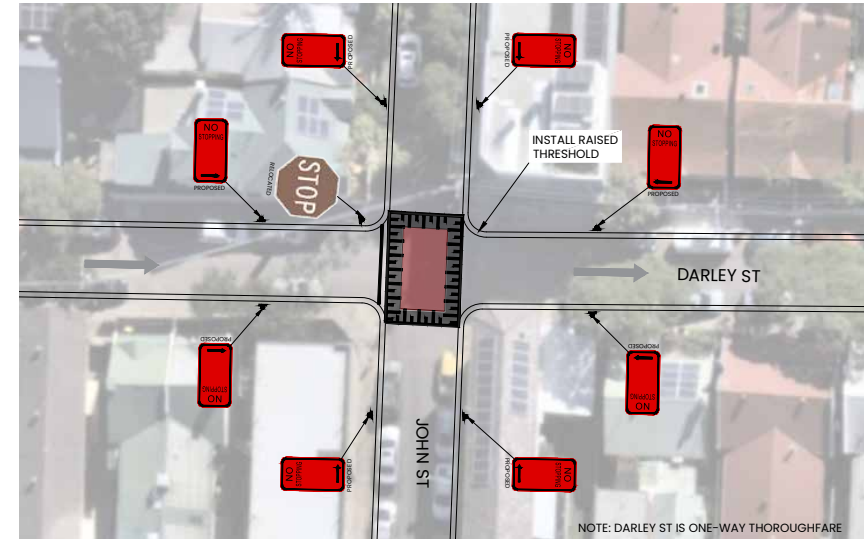 NO
STOPPING
PROPOSED
NO
STOPPING
PROPOSED
NO
STOPPING
PROPOSED
STOP
RELOCATED
INSTALL RAISED
THRESHOLD
NO
STOPPING
PROPOSED
DARLEY ST
PROPOSED
STOPPING
NO
PROPOSED
STOPPING
NO
JOHN ST
NO
STOPPING
PROPOSED
NO
STOPPING
PROPOSED
NOTE: DARLEY ST IS ONE-WAY THOROUGHFARE